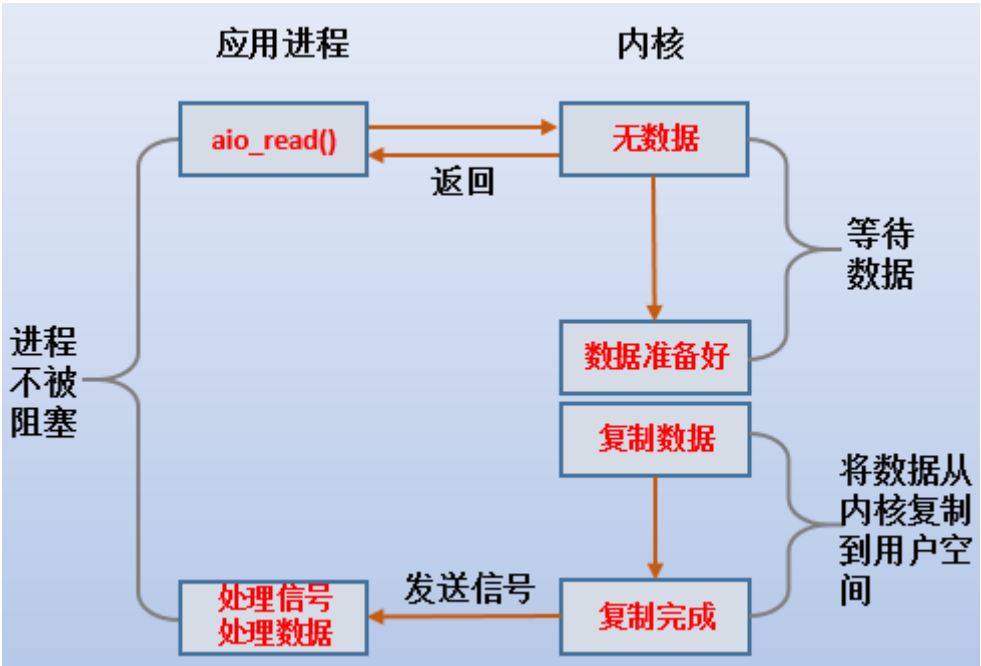 应用进程
内核
aio_read()
无数据
返回
等待
数据
进程
不被
阻塞
数据准备好
复制数据
将数据从
内核复制
到用户空
间
发送信号
处理信号
处理数据
复制完成